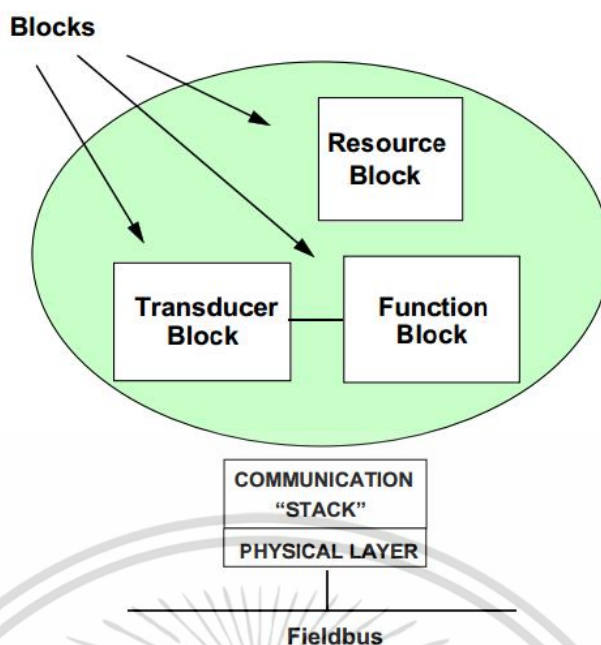 Blocks
Resource
Block
Transducer
Block
Function
Block
COMMUNICATION
“STACK”
PHYSICAL LAYER
Fieldbus